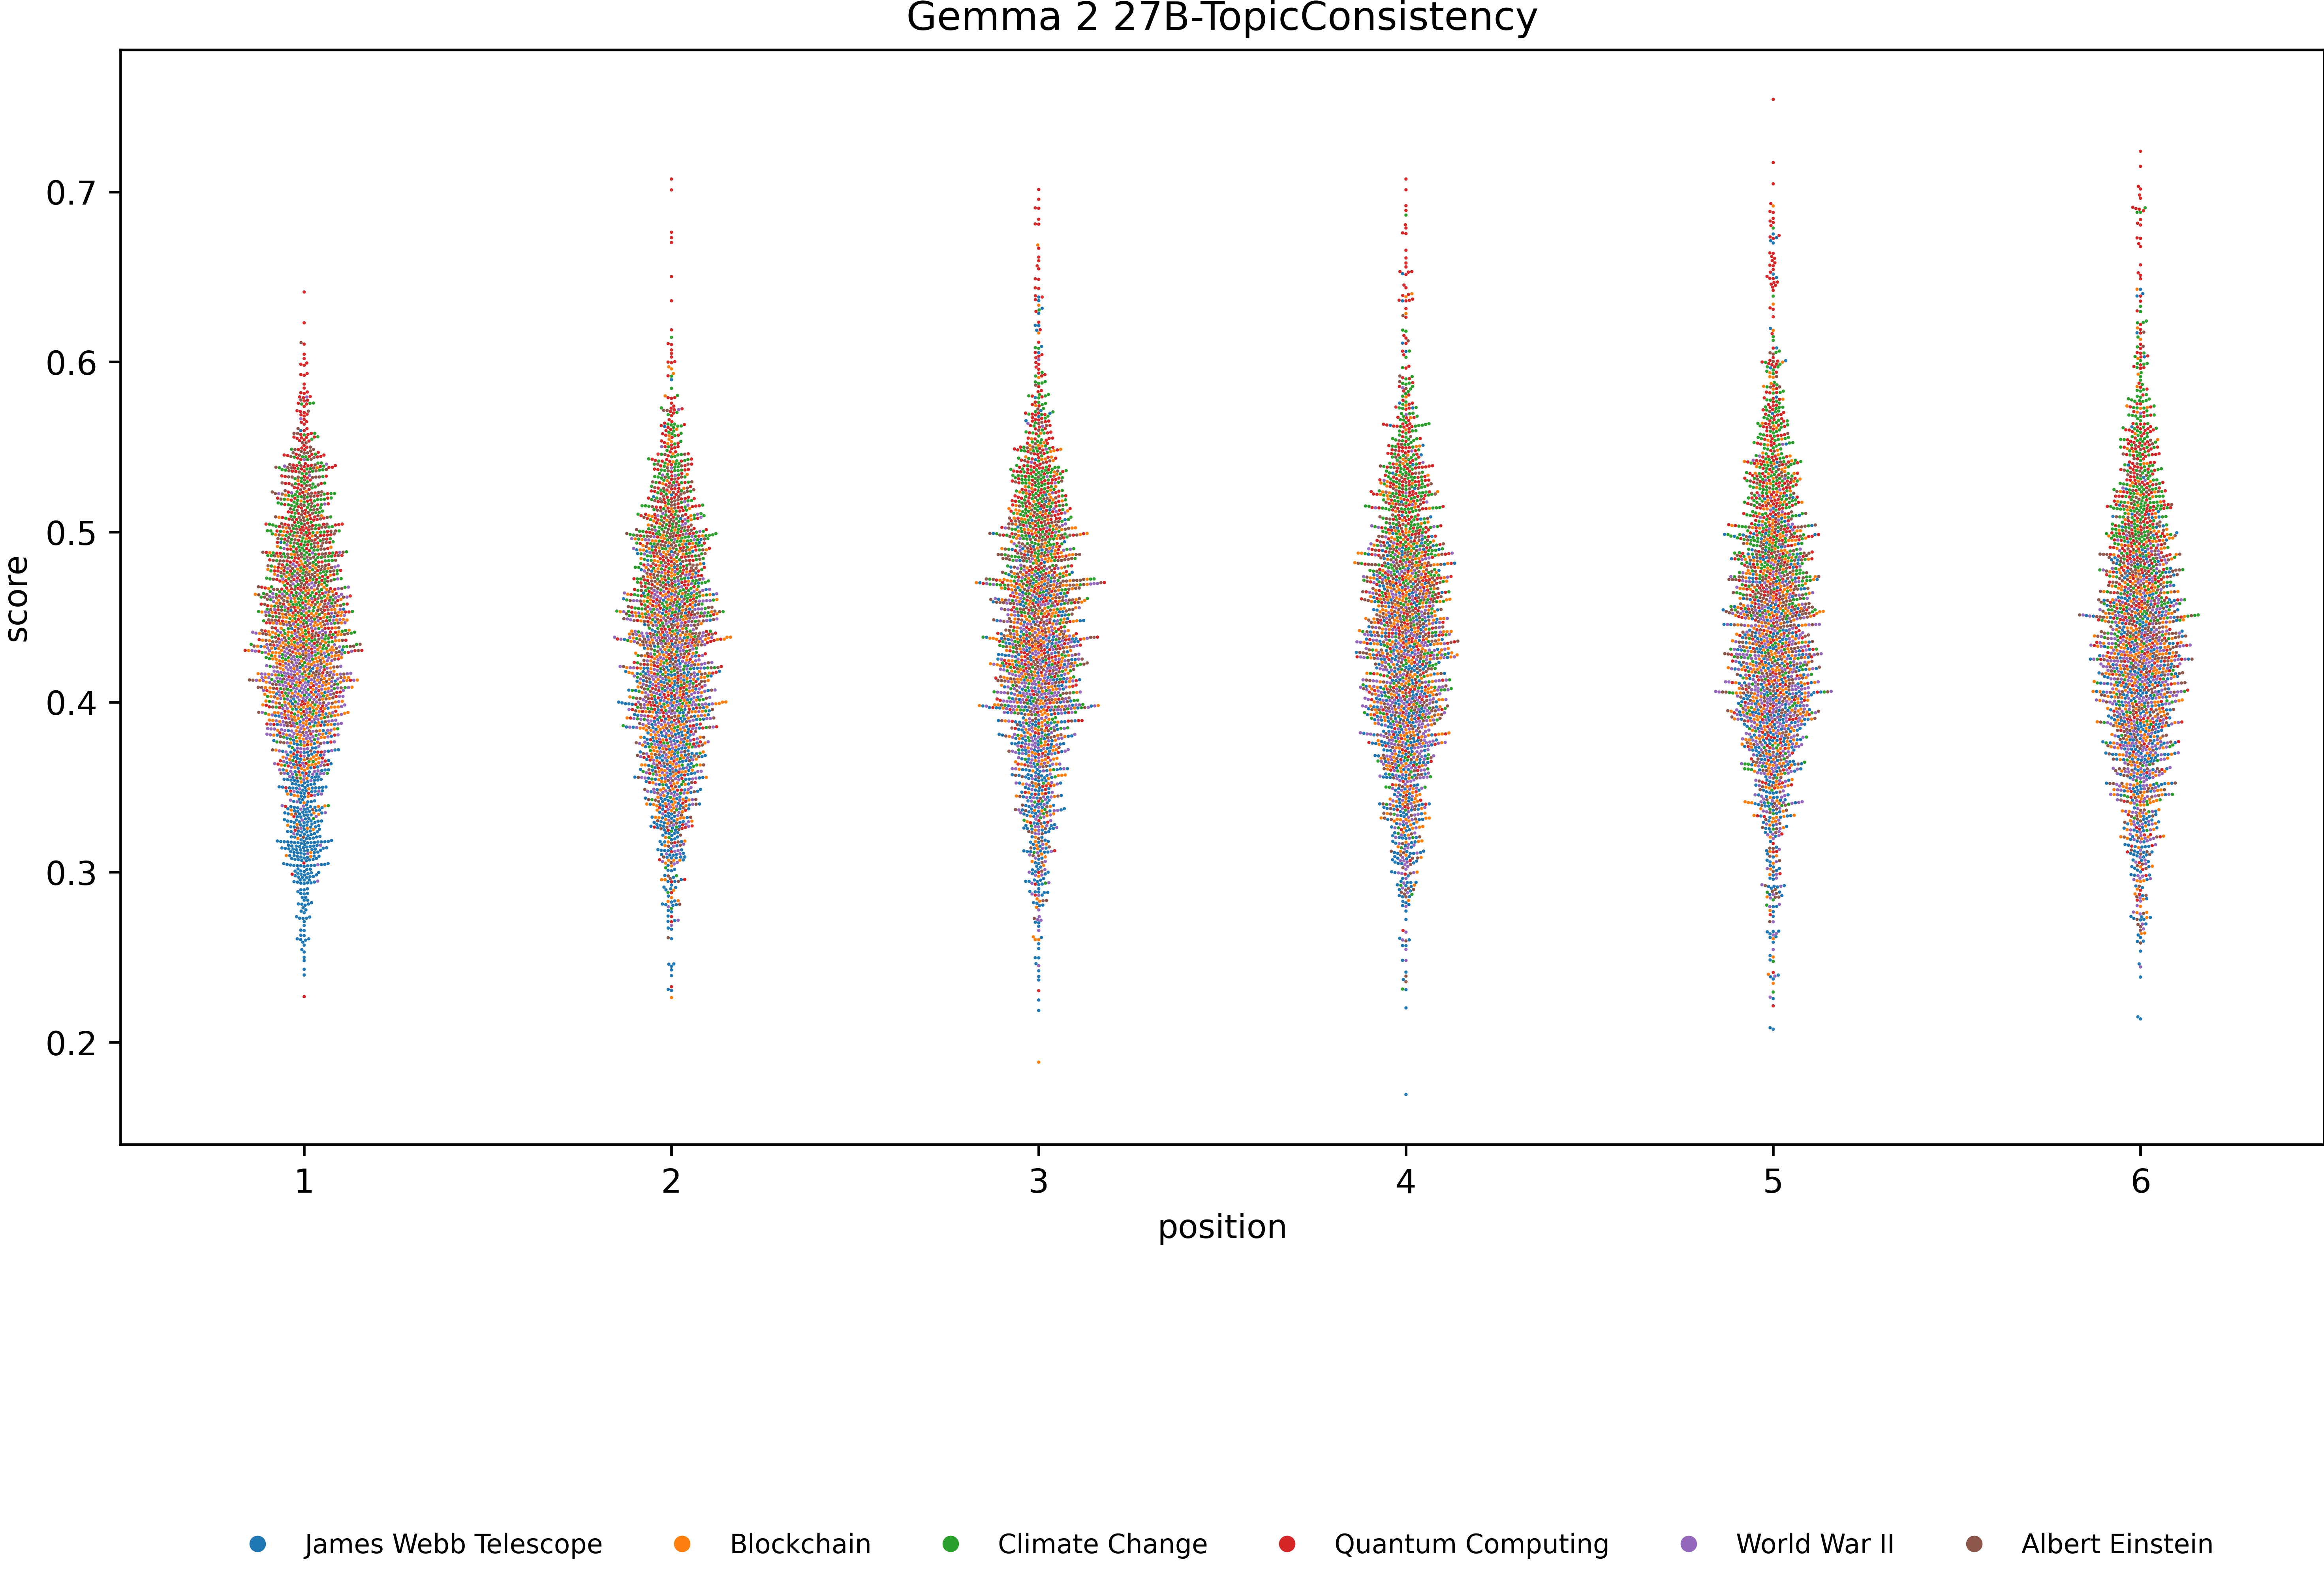 Gemma 2 27B-TopicConsistency
score
0.7
0.6
0.5
0.4
0.3
0.2
1 2 3 4 5 6
position
James Webb Telescope Blockchain Climate Change Quantum Computing World War II Albert Einstein